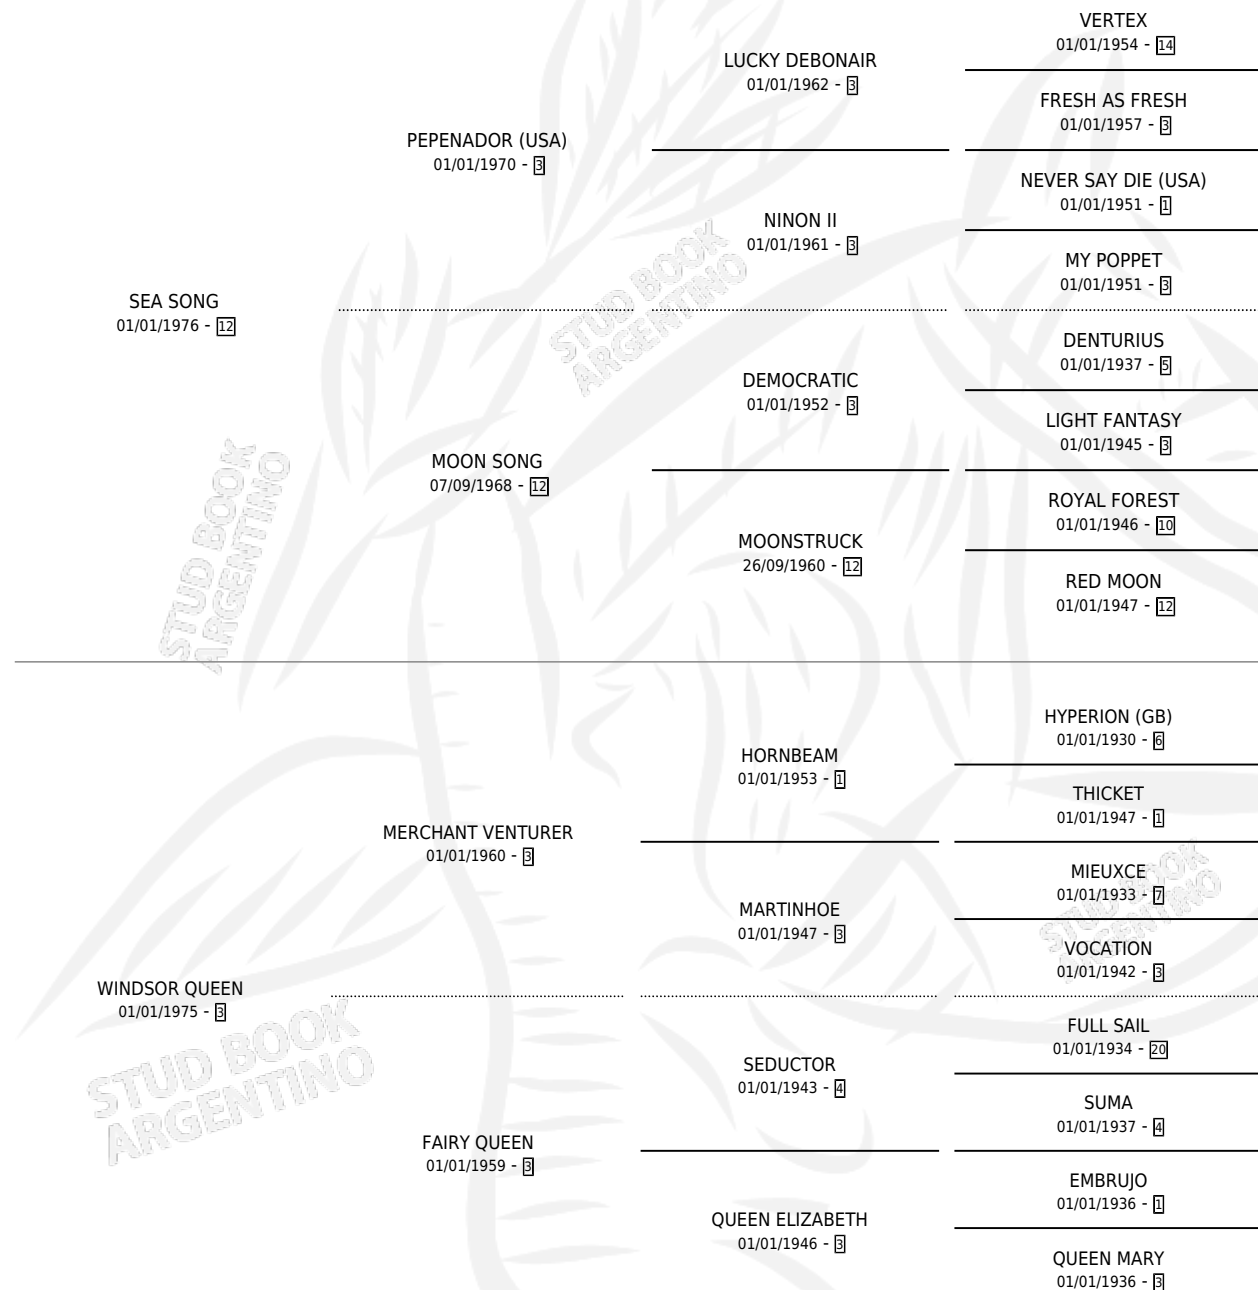 VERTEX
01/01/1954 - 14
LUCKY DEBONAIR
01/01/1962 - 3
FRESH AS FRESH
01/01/1957 - 3
PEPENADOR (USA)
01/01/1970 - 3
NEVER SAY DIE (USA)
01/01/1951 - 1
NINON II
01/01/1961 - 3
MY POPPET
01/01/1951 - 3
SEA SONG
01/01/1976 - 12
STUD BOOK
ARGENTINO
DENTURIUS
01/01/1937 - 5
DEMOCRATIC
01/01/1952 - 3
LIGHT FANTASY
01/01/1945 - 3
MOON SONG
07/09/1968 - 12
ROYAL FOREST
01/01/1946 - 10
MOONSTRUCK
26/09/1960 - 12
RED MOON
01/01/1947 - 12
STUD BOOK
ARGENTINO
HYPERION (GB)
01/01/1930 - 6
HORNBEAM
01/01/1953 - 1
THICKET
01/01/1947 - 1
MERCHANT VENTURER
01/01/1960 - 3
MIEUXCE
01/01/1933 - 7
MARTINHOE
01/01/1947 - 3
VOCATION
01/01/1942 - 3
STUD BOOK
ARGENTINO
WINDSOR QUEEN
01/01/1975 - 3
FULL SAIL
01/01/1934 - 20
SEDUCTOR
01/01/1943 - 4
SUMA
01/01/1937 - 4
STUD BOOK
ARGENTINO
FAIRY QUEEN
01/01/1959 - 3
EMBRUJO
01/01/1936 - 1
QUEEN ELIZABETH
01/01/1946 - 3
QUEEN MARY
01/01/1936 - 3